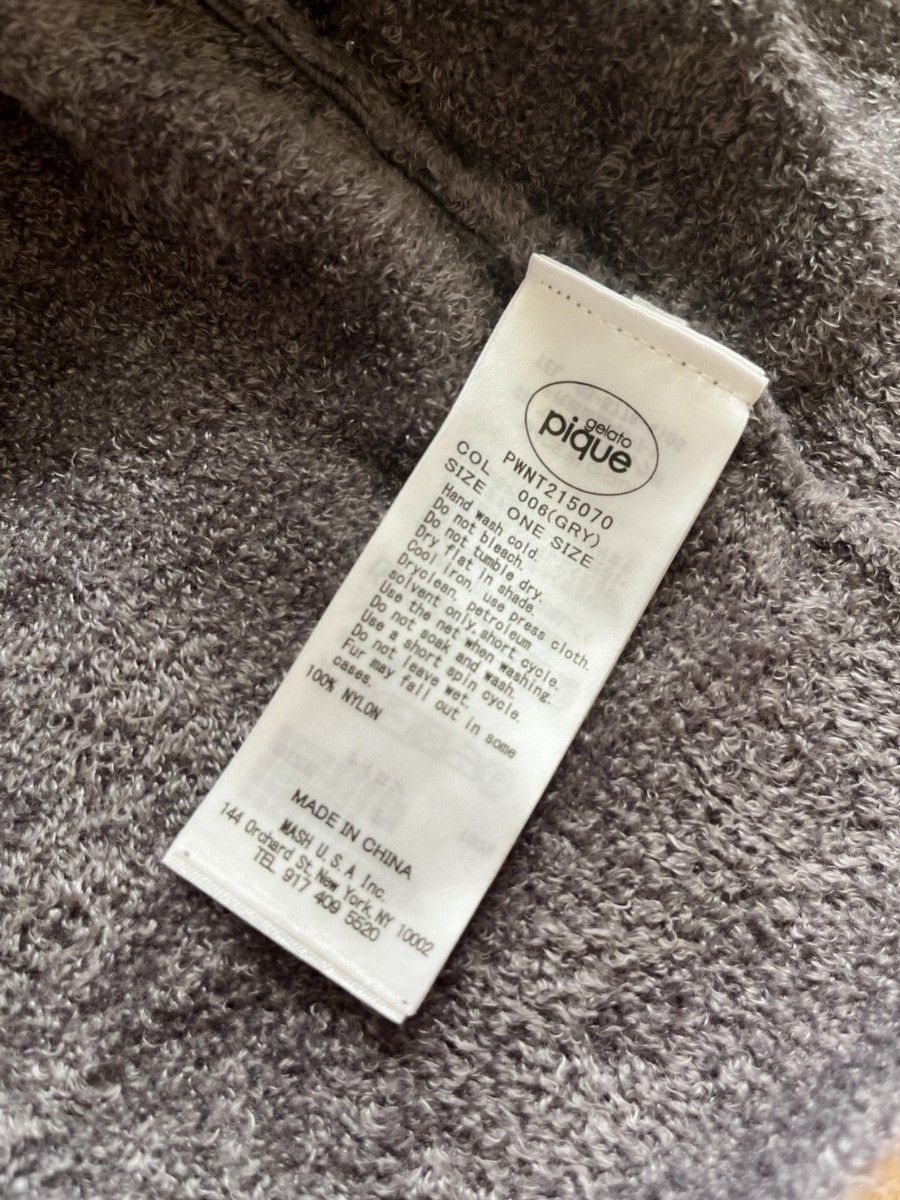 gelato
pique
PWNT215070
COL 006(GRY)
SIZE ONE SIZE
Hand wash cold.
Do not bleach.
Do not tumble dry.
Dry flat in shade.
Cool iron, use press cloth.
Dryclean, petroleum
solvent only,short cycle.
Use the net when washing.
Do not soak and wash.
Use a short spin cycle.
Do not leave wet.
Fur may fall out in some
cases.
100% NYLON
MADE IN CHINA
MASH U.S.A Inc.
144 Orchard St, New York, NY 10002
TEL 917 409 5520